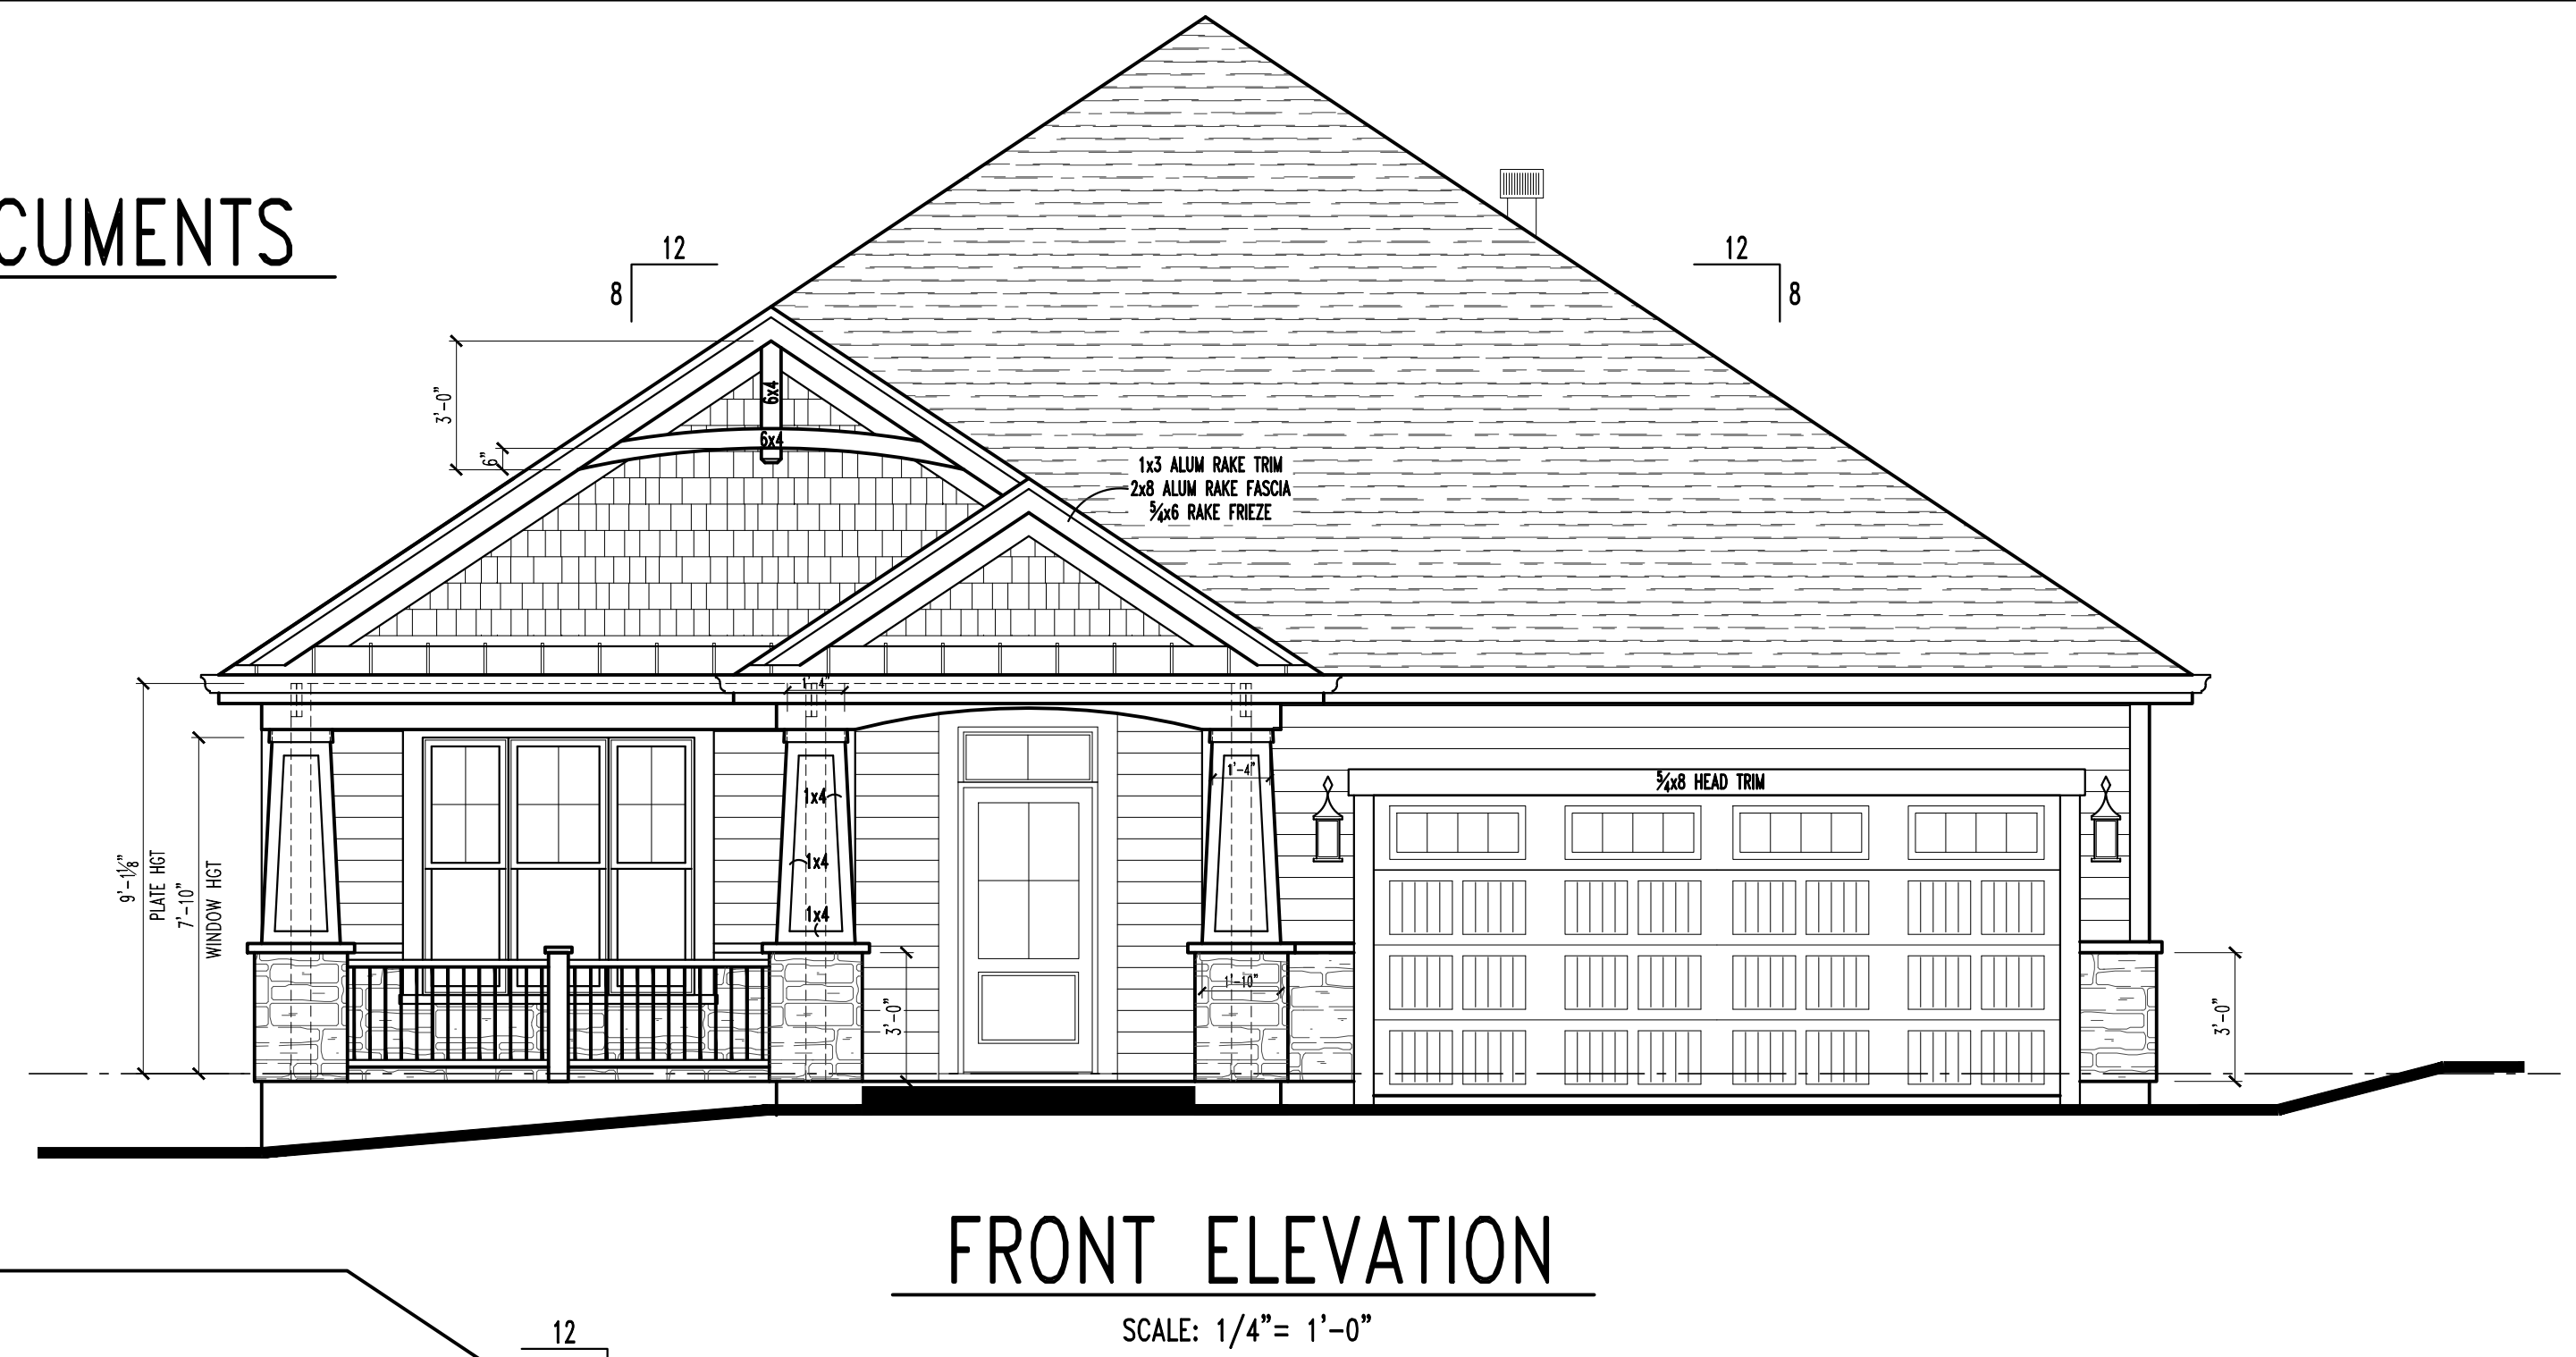 CUMENTS
12
8
12
8
3'-0"
6"
6x4
6x4
1x3 ALUM RAKE TRIM
2x8 ALUM RAKE FASCIA
5/4x6 RAKE FRIEZE
1'-4"
9'-1 1/8"
PLATE HGT
7'-10"
WINDOW HGT
1x4
1x4
1x4
1'-4"
5/4x8 HEAD TRIM
1'-10"
3'-0"
3'-0"
FRONT ELEVATION
SCALE: 1/4"= 1'-0"
12